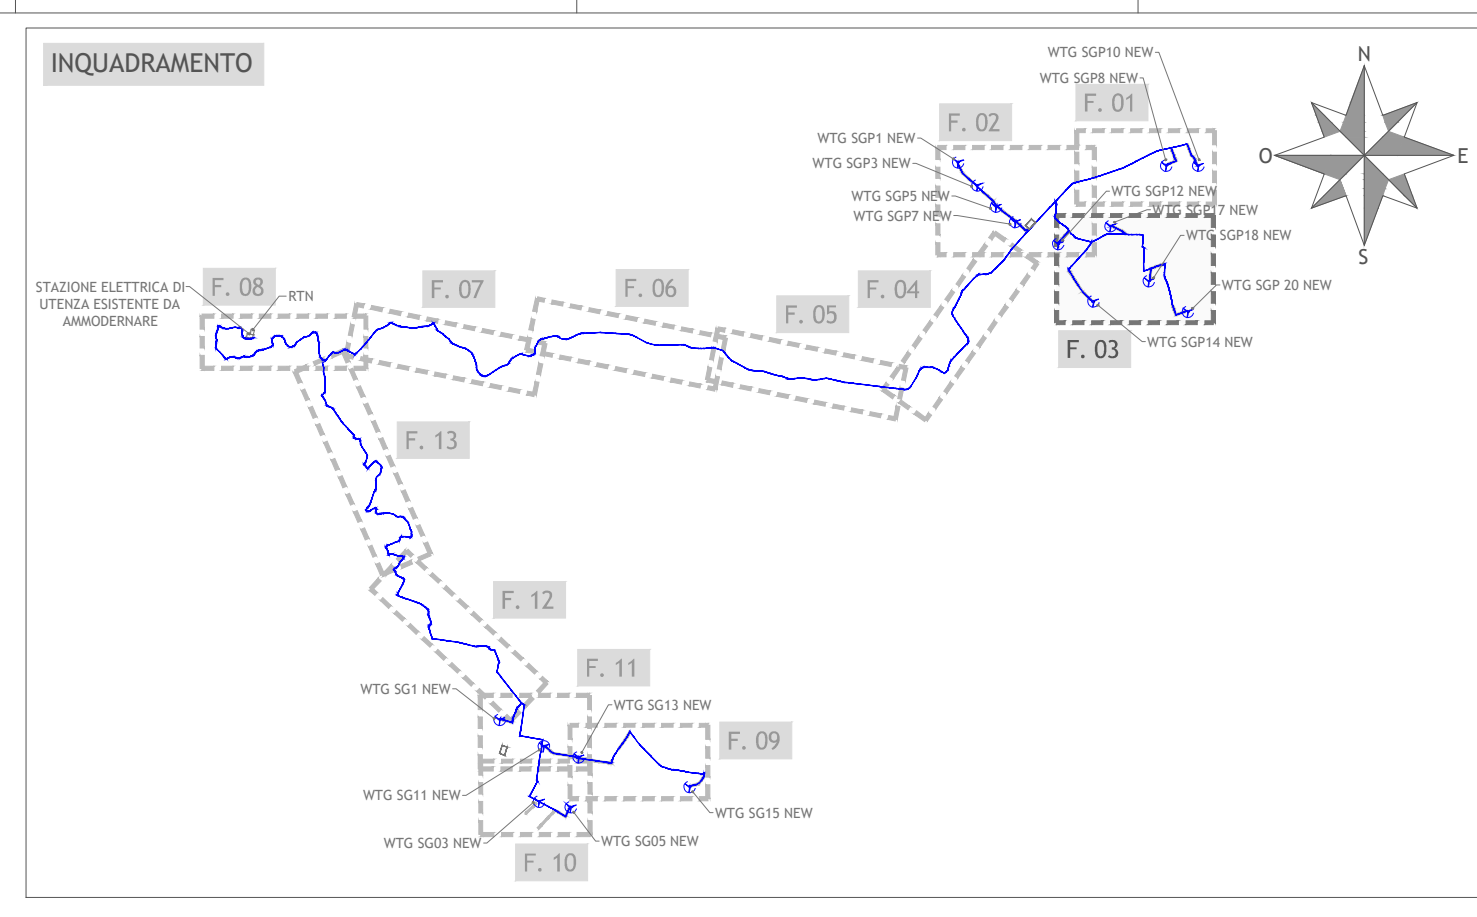 INQUADRAMENTO
WTG SGP10 NEW
N
WTG SGP8 NEW
F. 01
F. 02
WTG SGP1 NEW
O
E
WTG SGP3 NEW
WTG SGP12 NEW
WTG SGP5 NEW
WTG SGP17 NEW
WTG SGP7 NEW
WTG SGP18 NEW
S
F. 08
STAZIONE ELETTRICA DI
UTENZA ESISTENTE DA
AMMODERNARE
RTN
F. 07
F. 06
F. 04
WTG SGP 20 NEW
F. 05
WTG SGP14 NEW
F. 03
F. 13
F. 12
F. 11
WTG SG1 NEW
WTG SG13 NEW
F. 09
WTG SG11 NEW
WTG SG15 NEW
WTG SG03 NEW
WTG SG05 NEW
F. 10